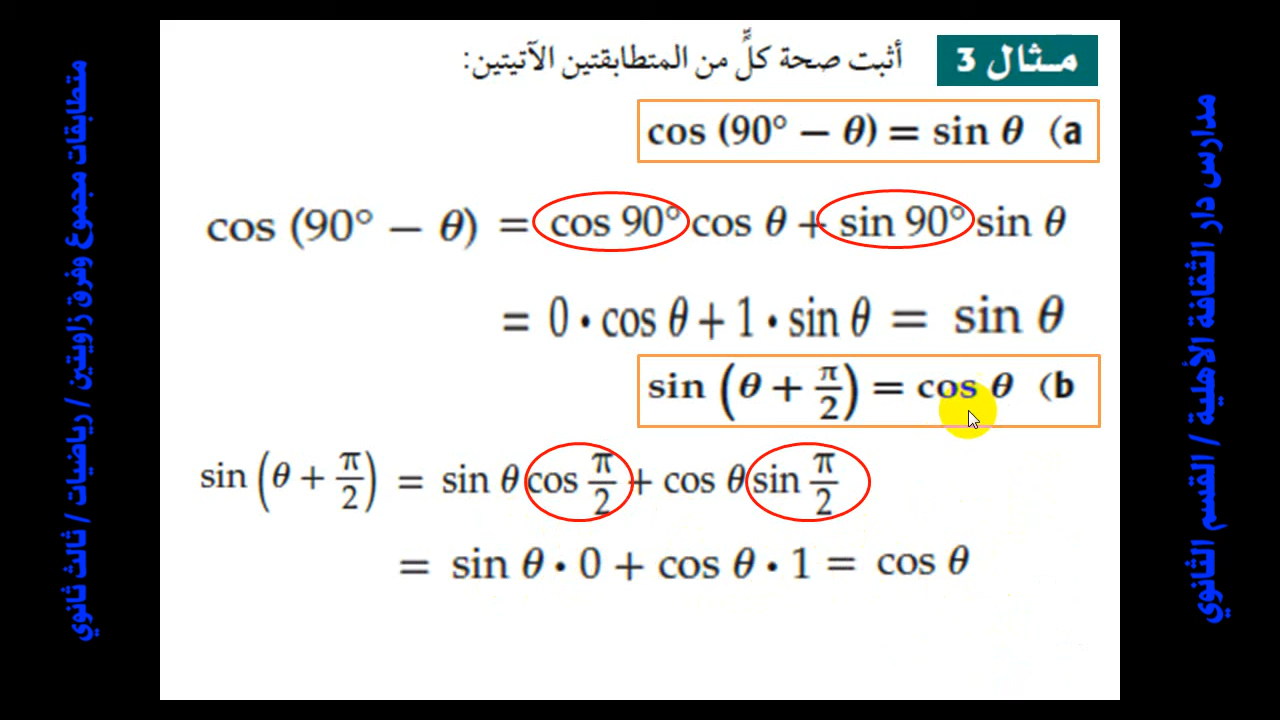 مـثال 3 أثبت صحة كلٍّ من المتطابقتين الآتيتين:
cos (90° − θ) = sin θ (a
cos (90° − θ) = cos 90° cos θ + sin 90° sin θ
= 0 • cos θ + 1 • sin θ = sin θ
sin (θ + π/2) = cos θ (b
sin (θ + π/2) = sin θ cos π/2 + cos θ sin π/2
= sin θ • 0 + cos θ • 1 = cos θ
مدارس دار الثقافة الأهلية / القسم الثانوي
متطابقات مجموع وفرق زاويتين / رياضيات / ثالث ثانوي